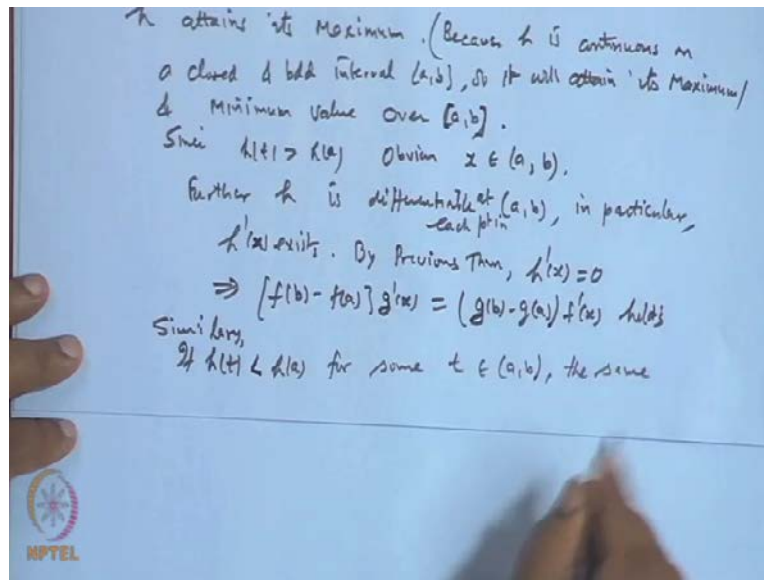 h attains its Maximum. (Because h is continuous on
a closed & bdd interval [a,b], so it will attain its Maximum/
& Minimum value over [a,b].
Since h(t) > h(a) Obvious x ∈ (a, b).
Further h is differentiable at (a,b), in particular,
each pt in
h'(x) exists. By Previous Thm, h'(x) = 0
⇒ [f(b) - f(a)] g'(x) = (g(b) - g(a)) f'(x) holds
Similarly,
If h(t) < h(a) for some t ∈ (a,b), the same
NPTEL